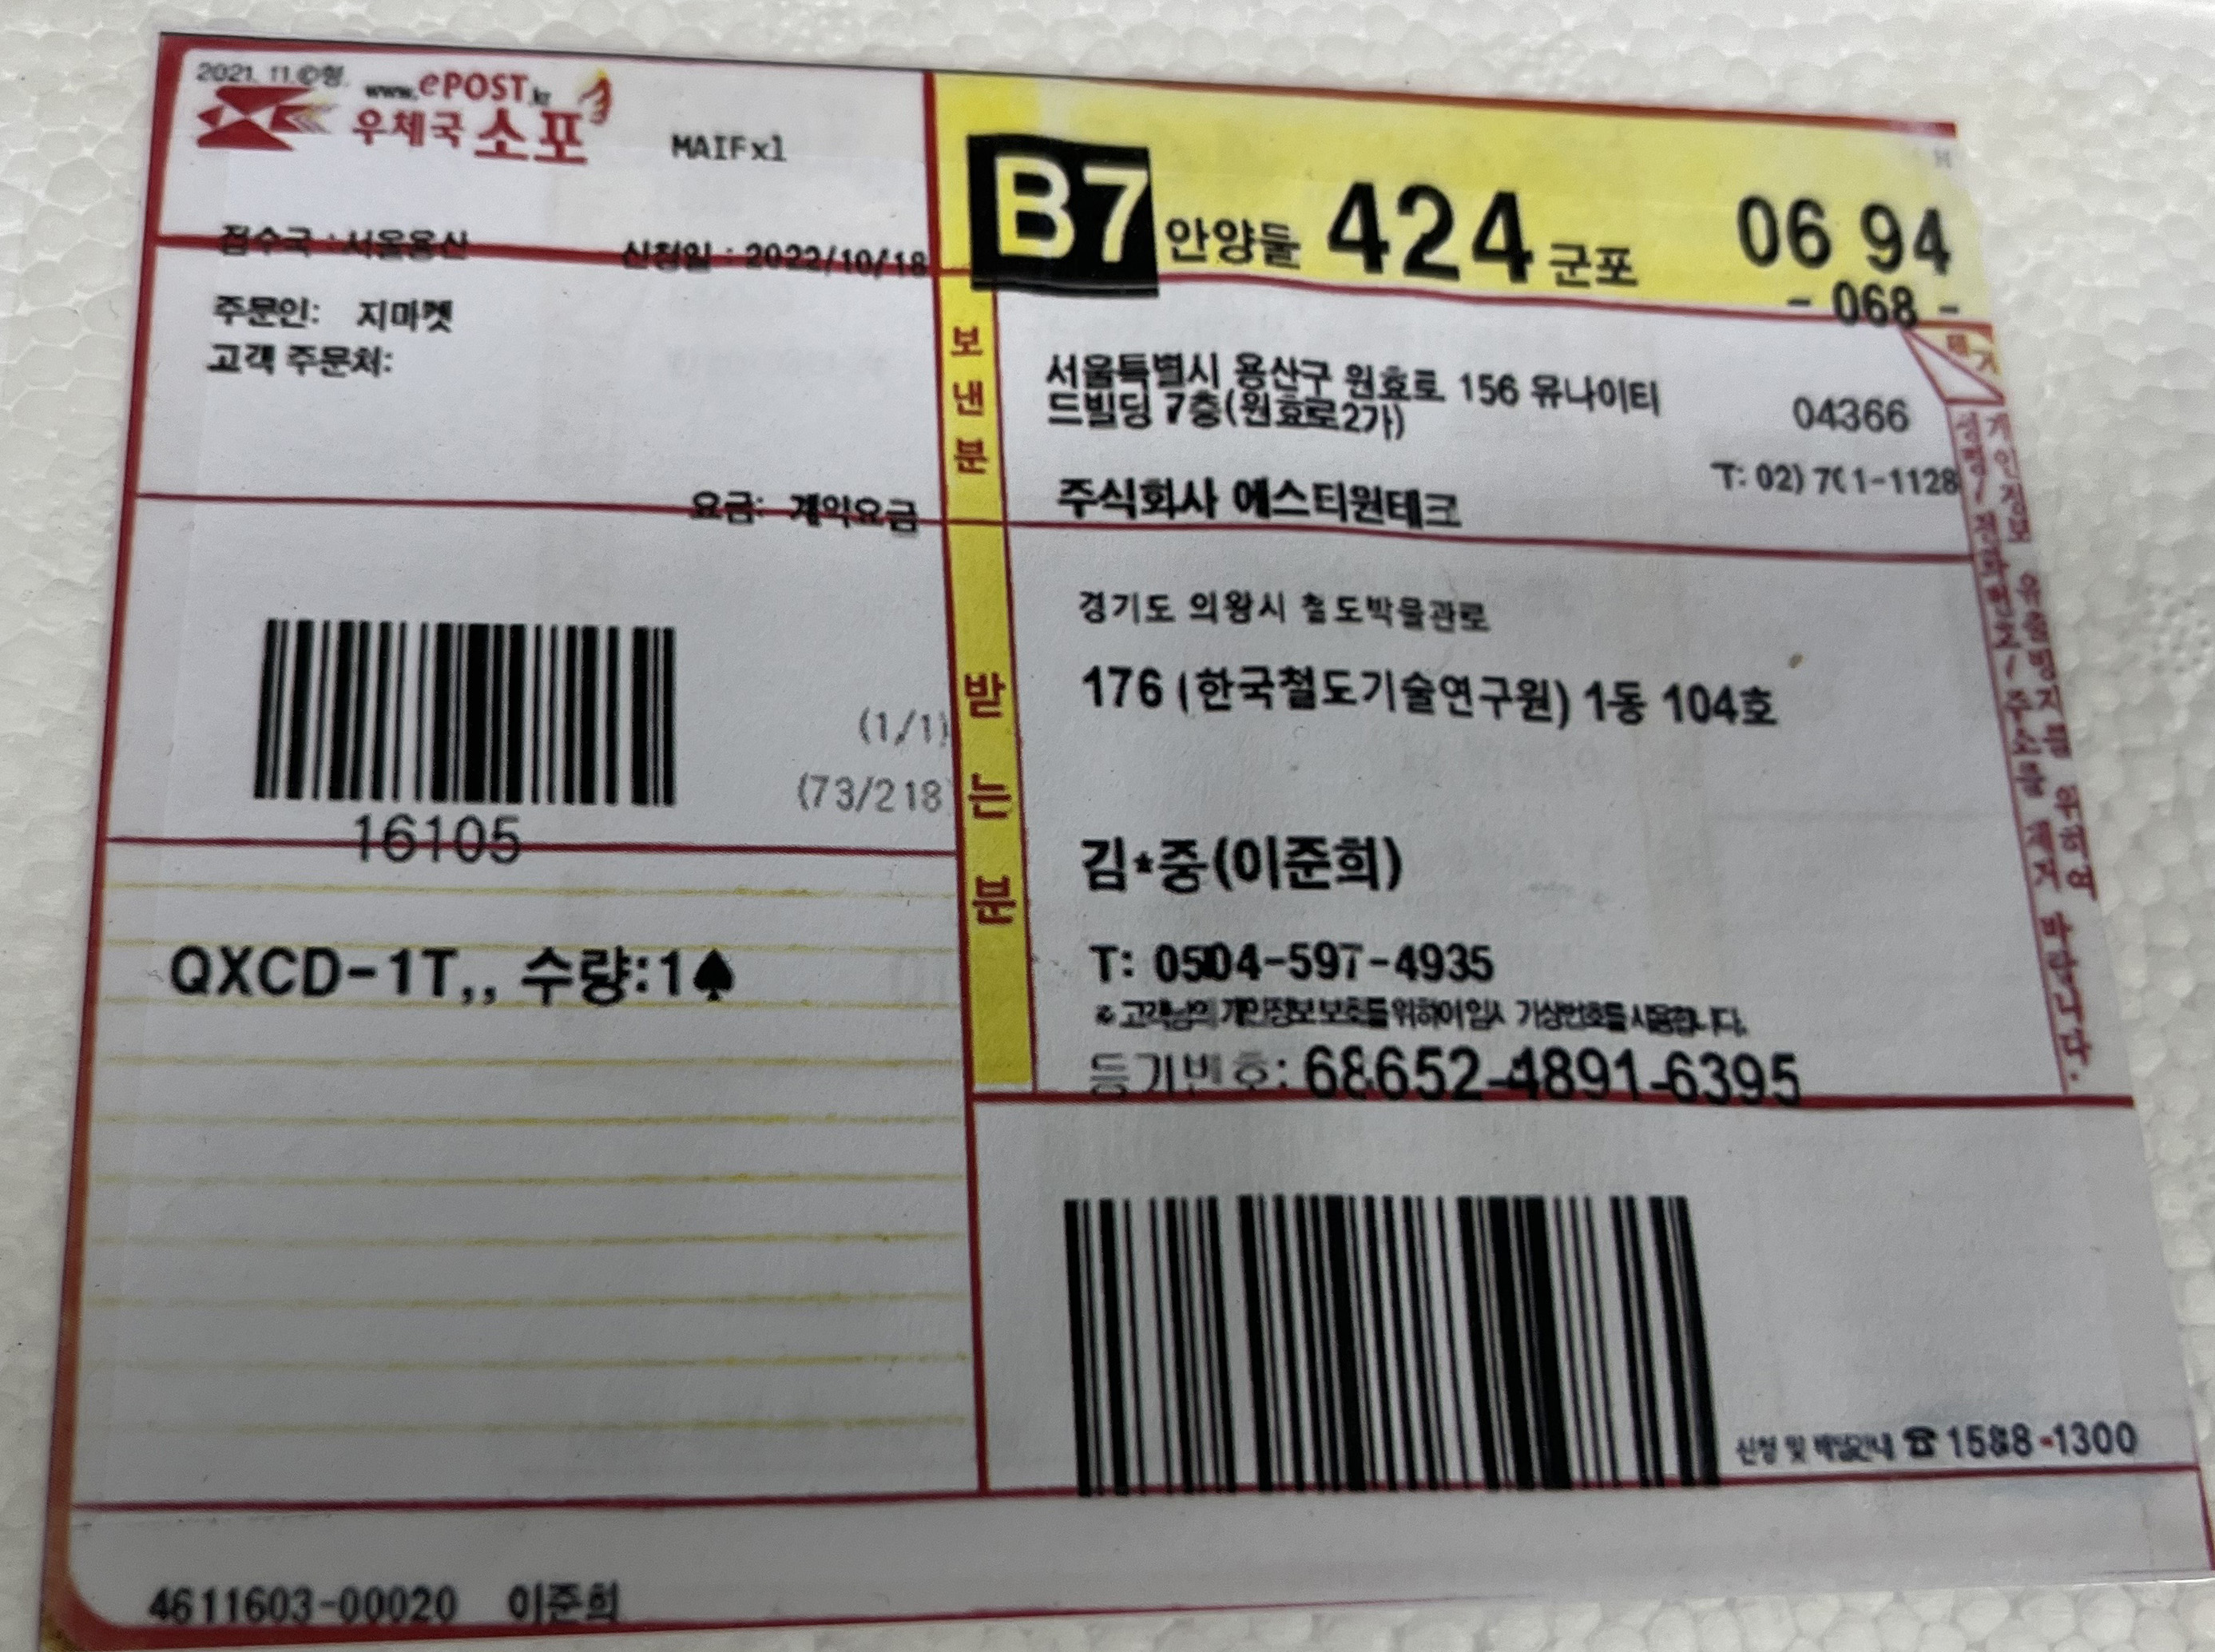 2021. 11.©형.
www.ePOST.kr
우체국 소포
MAIFx1
접수국 : 서울용산 신청일 : 2022/10/18
주문인: 지마켓
고객 주문처:
요금: 계약요금
(1/1)
(73/218
16105
QXCD-1T,, 수량:1♠
4611603-00020 이준희
B7 안양둘 424 군포 06 94
- 068 -
보낸분
서울특별시 용산구 원효로 156 유나이티
드빌딩 7층(원효로2가)
04366
T: 02) 701-1128
주식회사 에스티원테크
받는분
경기도 의왕시 철도박물관로
176 (한국철도기술연구원) 1동 104호
김*중(이준희)
T: 0504-597-4935
※ 고객님의 개인정보 보호를 위하여 임시 가상번호를 사용합니다.
등기번호: 68652-4891-6395
신청 및 배달안내 ☎ 1588-1300
개인정보 유출방지를 위하여
성명/전화번호/주소를 제거 바랍니다.